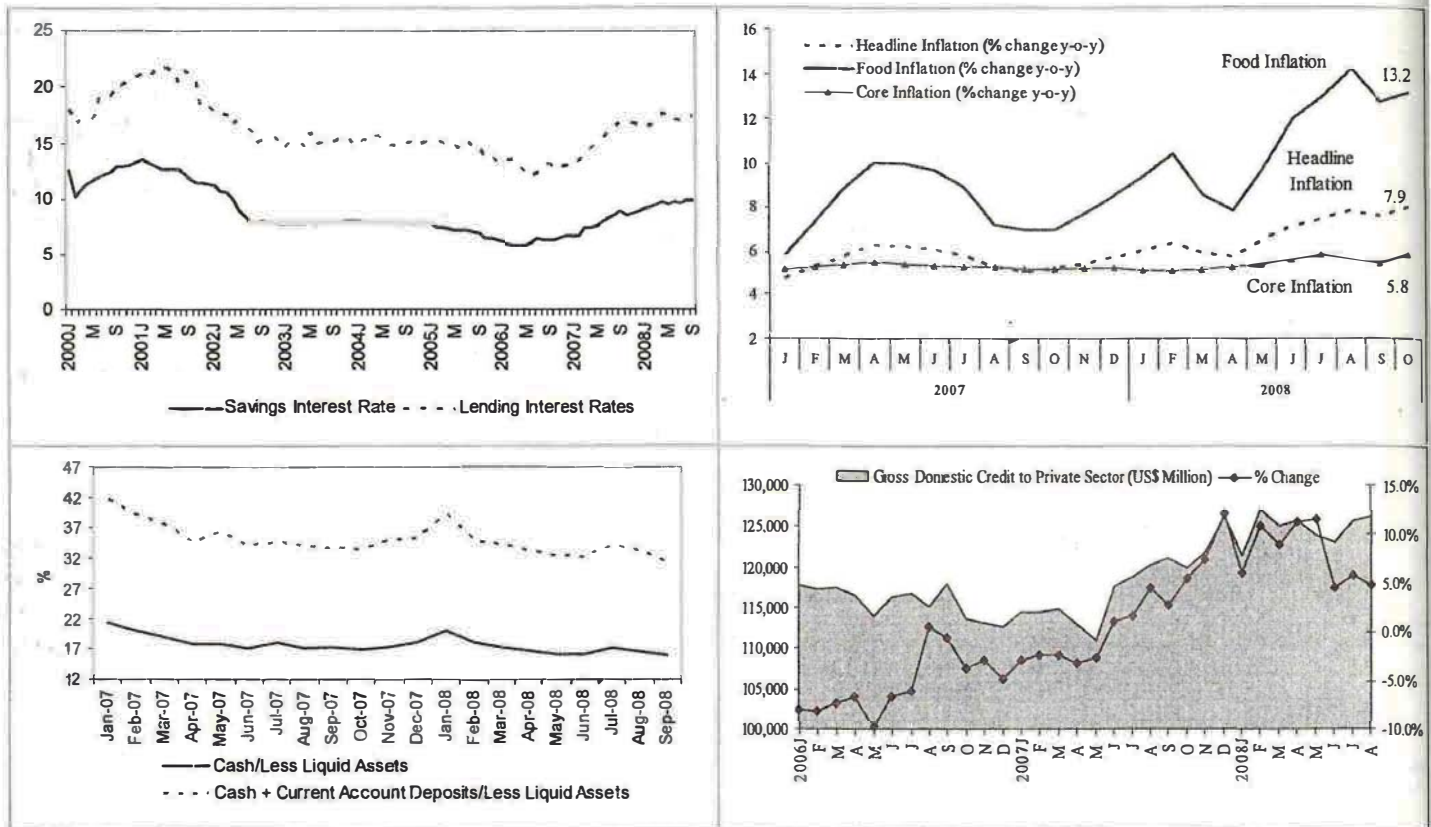 25
20
15
10
5
0
2000J
M
S
2001J
M
S
2002J
M
S
2003J
M
S
2004J
M
S
2005J
M
S
2006J
M
S
2007J
M
S
2008J
M
S
Savings Interest Rate Lending Interest Rates
16
14
12
10
8
6
4
2
Headline Inflation (% change y-o-y)
Food Inflation (% change y-o-y)
Core Inflation (% change y-o-y)
Food Inflation
13.2
Headline
Inflation
7.9
Core Inflation
5.8
J F M A M J J A S O N D J F M A M J J A S O
2007 2008
47
42
37
32
27
22
17
12
%
Jan-07
Feb-07
Mar-07
Apr-07
May-07
Jun-07
Jul-07
Aug-07
Sep-07
Oct-07
Nov-07
Dec-07
Jan-08
Feb-08
Mar-08
Apr-08
May-08
Jun-08
Jul-08
Aug-08
Sep-08
Cash/Less Liquid Assets
Cash + Current Account Deposits/Less Liquid Assets
Gross Domestic Credit to Private Sector (US$ Million) % Change
130,000
125,000
120,000
115,000
110,000
105,000
100,000
15.0%
10.0%
5.0%
0.0%
-5.0%
-10.0%
2006J
F
M
A
M
J
J
A
S
O
N
D
2007J
F
M
A
M
J
J
A
S
O
N
D
2008J
F
M
A
M
J
J
A